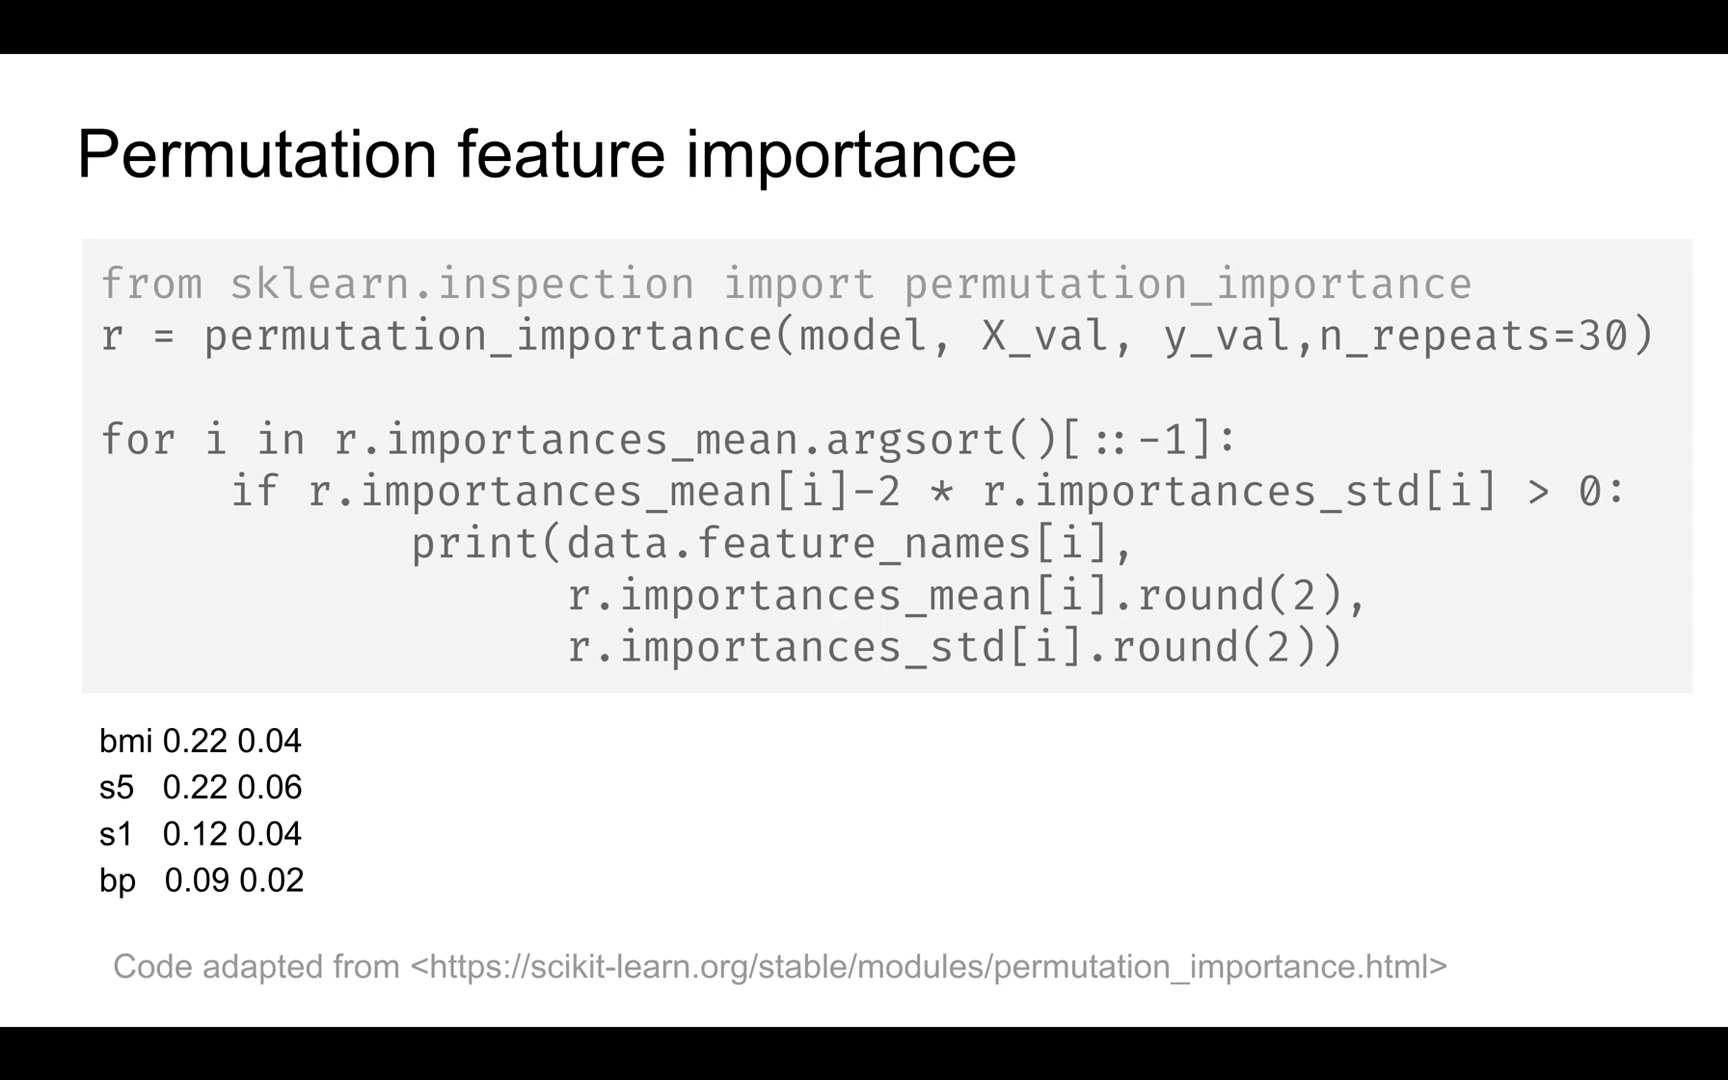 Permutation feature importance
from sklearn.inspection import permutation_importance
r = permutation_importance(model, X_val, y_val,n_repeats=30)
for i in r.importances_mean.argsort()[::-1]:
if r.importances_mean[i]-2 * r.importances_std[i] > 0:
print(data.feature_names[i],
r.importances_mean[i].round(2),
r.importances_std[i].round(2))
bmi 0.22 0.04
s5 0.22 0.06
s1 0.12 0.04
bp 0.09 0.02
Code adapted from <https://scikit-learn.org/stable/modules/permutation_importance.html>